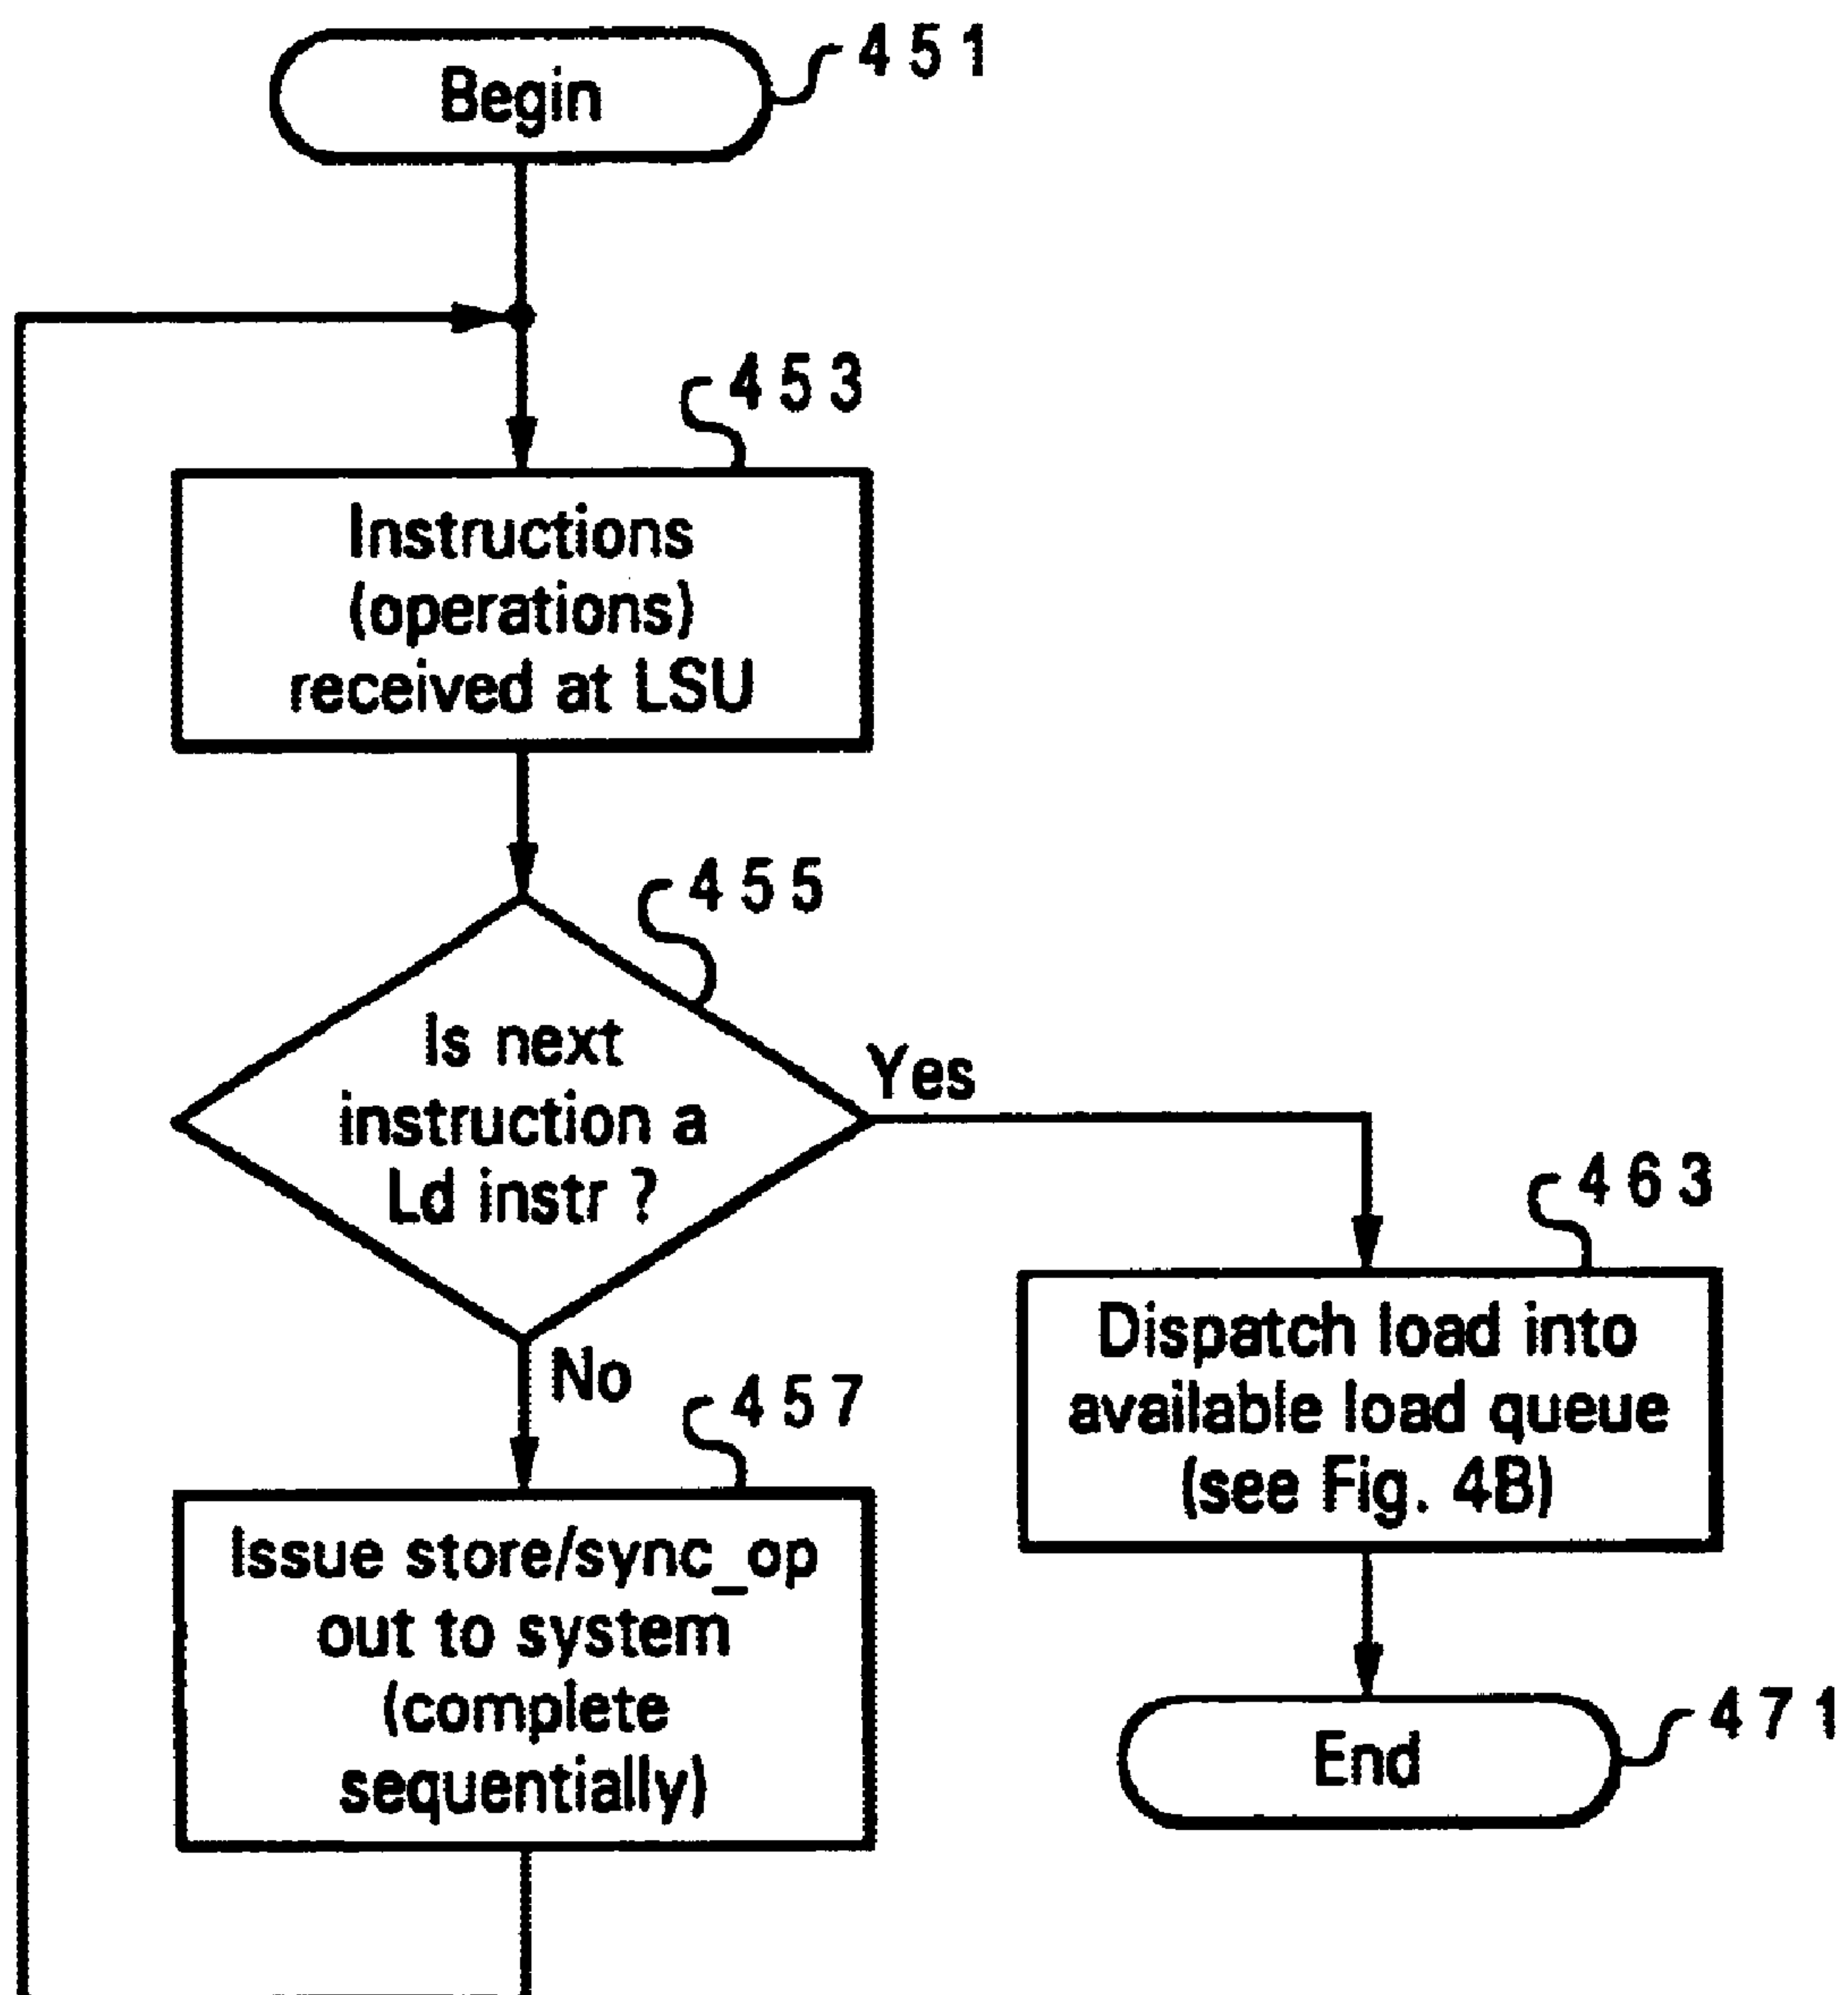 Begin
451
453
Instructions
(operations)
received at LSU
455
Is next
instruction a
Ld instr ?
Yes
No
463
Dispatch load into
available load queue
(see Fig. 4B)
457
Issue store/sync_op
out to system
(complete
sequentially)
End
471